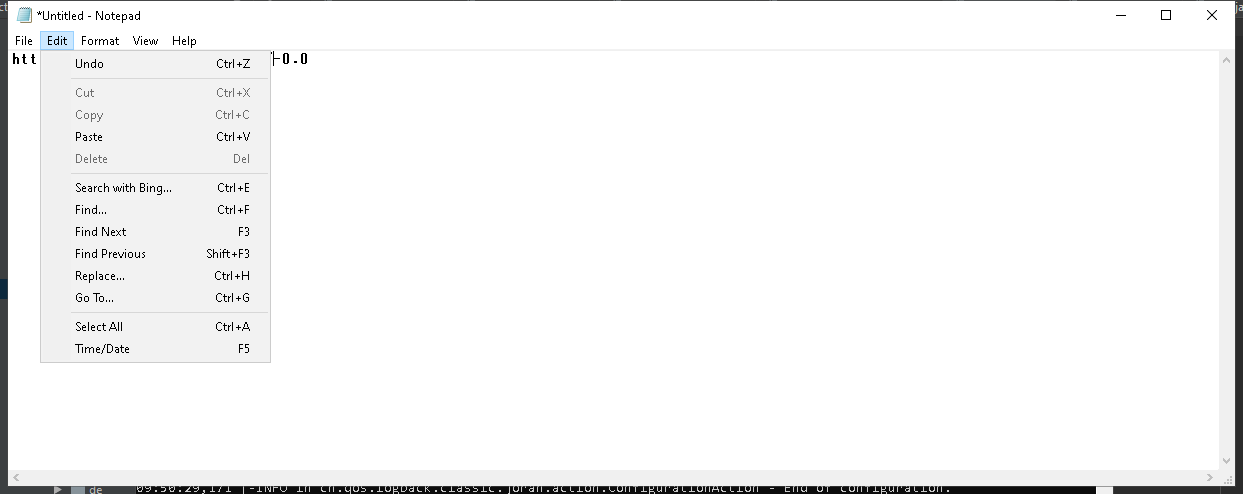 *Untitled - Notepad
File Edit Format View Help
htt -0.0
Undo Ctrl+Z
Cut Ctrl+X
Copy Ctrl+C
Paste Ctrl+V
Delete Del
Search with Bing... Ctrl+E
Find... Ctrl+F
Find Next F3
Find Previous Shift+F3
Replace... Ctrl+H
Go To... Ctrl+G
Select All Ctrl+A
Time/Date F5
de 09:50:29,171 |-INFO in ch.qos.logback.classic.joran.action.ConfigurationAction - End of configuration.